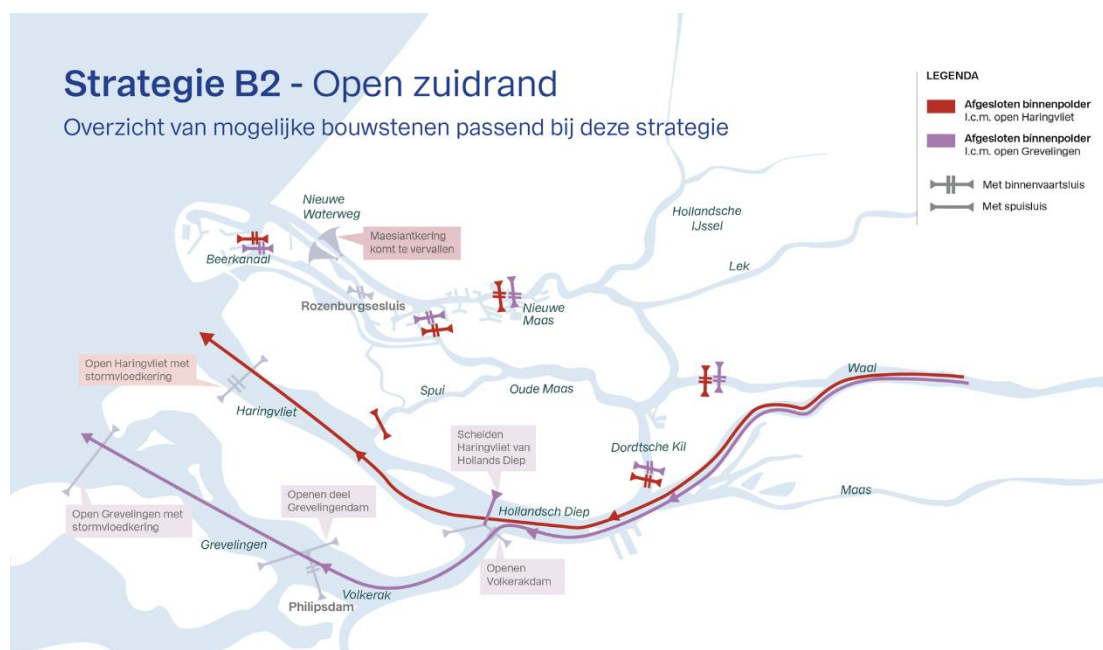 Strategie B2 - Open zuidrand
Overzicht van mogelijke bouwstenen passend bij deze strategie
LEGENDA
Afgesloten binnenpolder
I.c.m. open Haringvliet
Afgesloten binnenpolder
I.c.m. open Grevelingen
Met binnenvaartsluis
Met spuisluis
Nieuwe
Waterweg
Maeslantkering
komt te vervallen
Beerkanaal
Rozenburgsesluis
Hollandsche
IJssel
Lek
Nieuwe
Maas
Open Haringvliet met
stormvloedkering
Haringvliet
Spui
Oude Maas
Waal
Scheiden
Haringvliet van
Hollands Diep
Dordtsche Kil
Maas
Open Grevelingen met
stormvloedkering
Openen deel
Grevelingendam
Hollandsch Diep
Grevelingen
Openen
Volkerakdam
Volkerak
Philipsdam